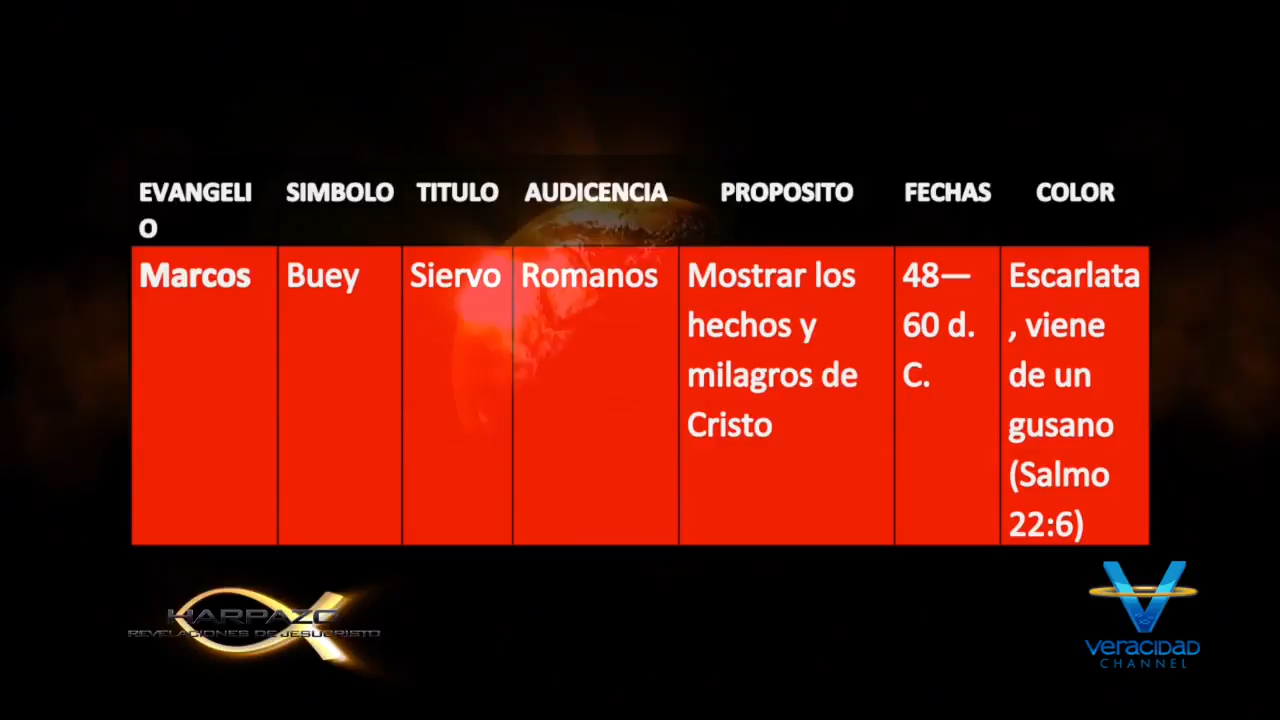 EVANGELI SIMBOLO TITULO AUDICENCIA PROPOSITO FECHAS COLOR
O
Marcos Buey Siervo Romanos Mostrar los 48— Escarlata
hechos y 60 d. , viene
milagros de C. de un
Cristo gusano
(Salmo
22:6)
HARPAZO
REVELACIONES DE JESUCRISTO
veracidad
CHANNEL